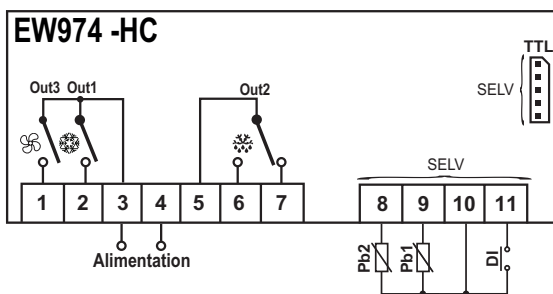 EW974 -HC
TTL
SELV
Out3 Out1
Out2
SELV
1 2 3 4 5 6 7
8 9 10 11
Alimentation
Pb2
Pb1
DI